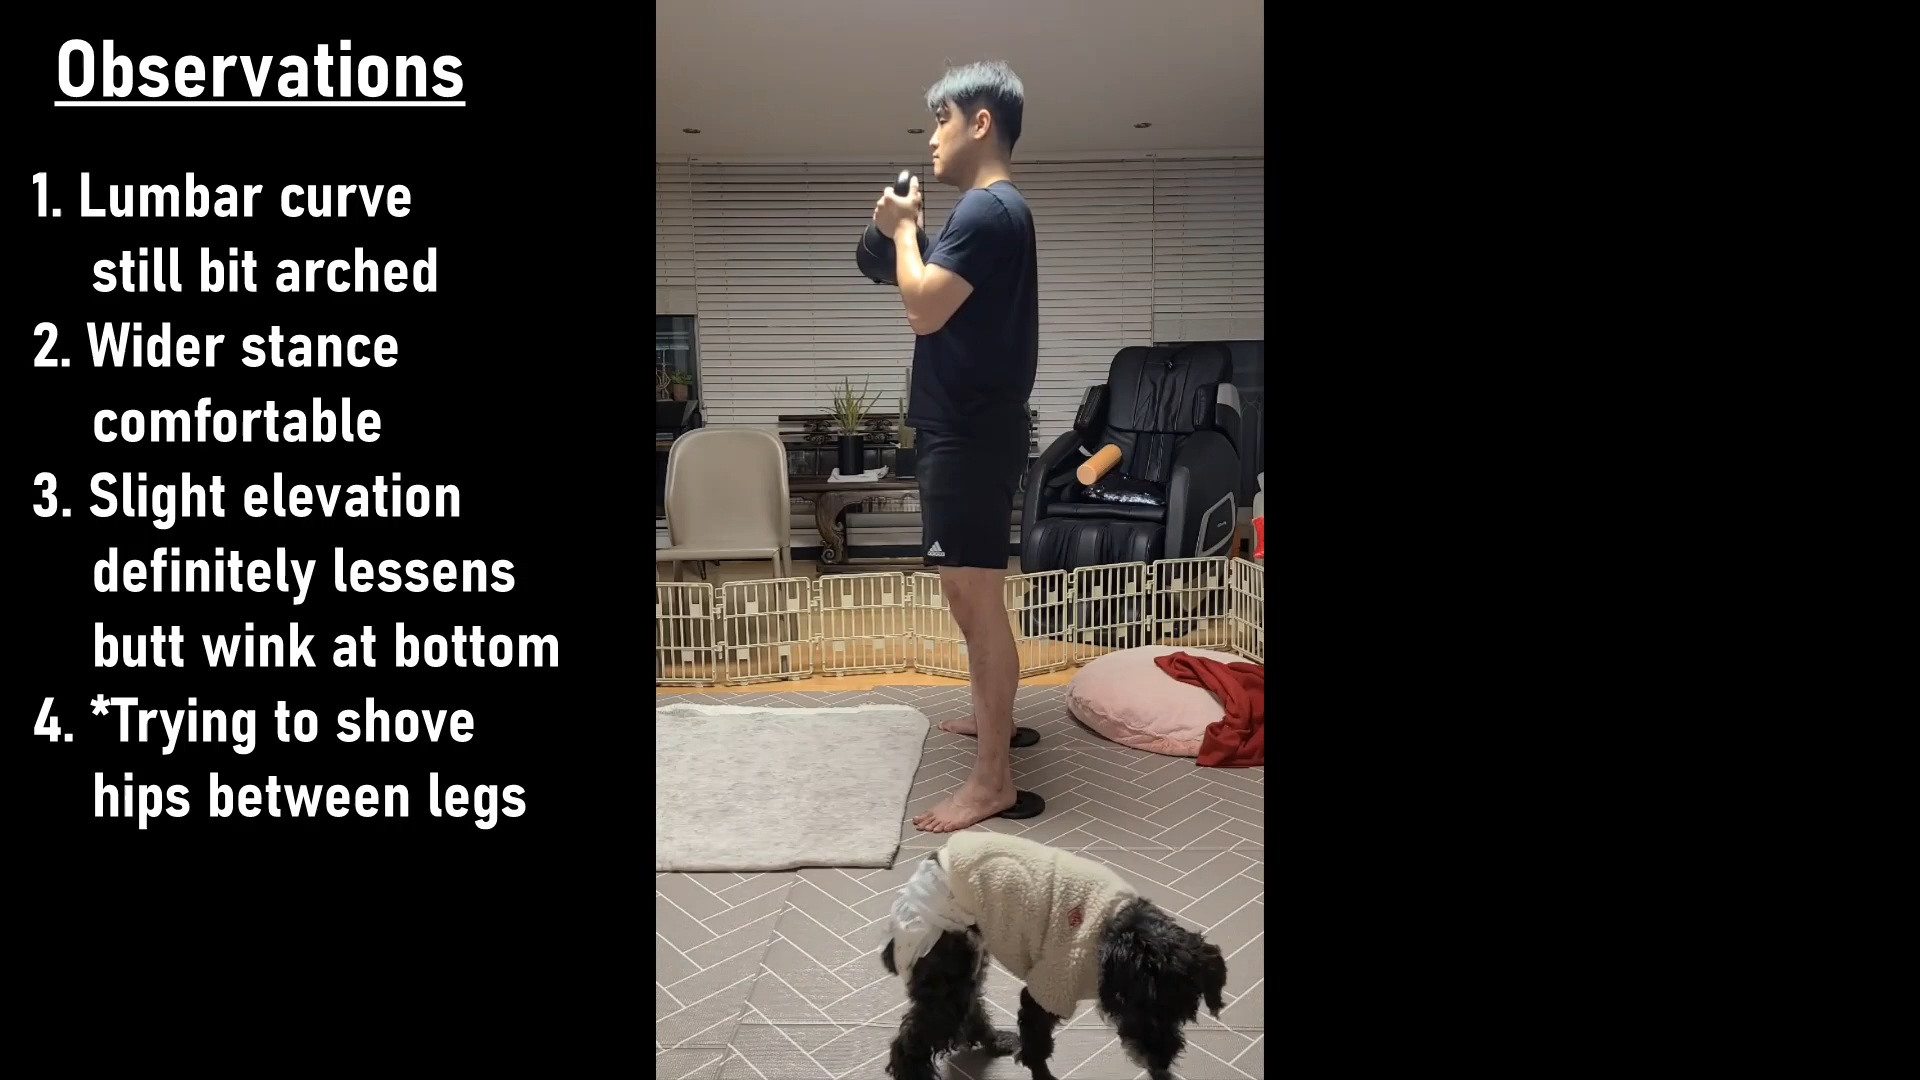 Observations
1. Lumbar curve
still bit arched
2. Wider stance
comfortable
3. Slight elevation
definitely lessens
butt wink at bottom
4. *Trying to shove
hips between legs